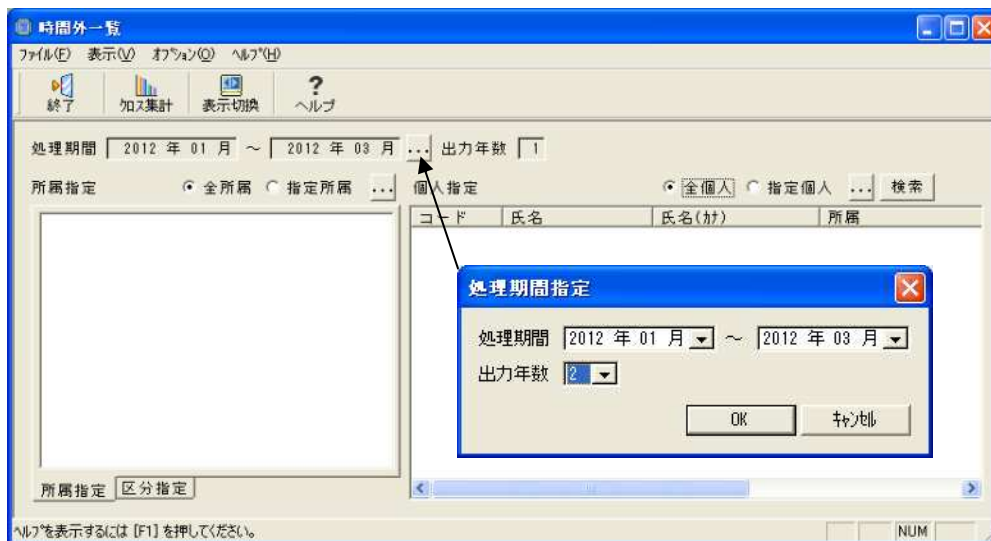 時間外一覧
ファイル(F) 表示(V) オプション(O) ヘルプ(H)
終了 クロス集計 表示切換 ヘルプ
処理期間 2012 年 01 月 ～ 2012 年 03 月 ... 出力年数 1
所属指定 全所属 指定所属 ... 個人指定 全個人 指定個人 ... 検索
コード 氏名 氏名(カナ) 所属
処理期間指定
処理期間 2012 年 01 月 ～ 2012 年 03 月
出力年数 2
OK キャンセル
所属指定 区分指定
ヘルプを表示するには [F1] を押してください。 NUM